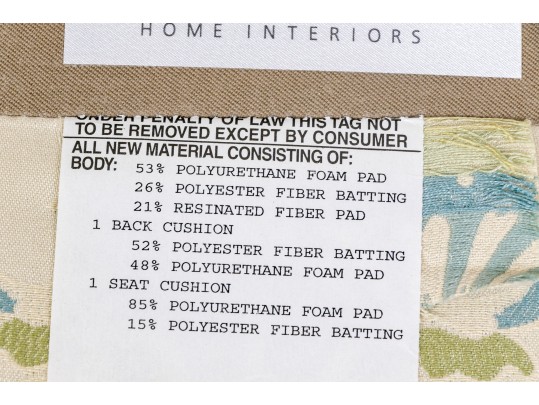 HOME INTERIORS
UNDER PENALTY OF LAW THIS TAG NOT
TO BE REMOVED EXCEPT BY CONSUMER
ALL NEW MATERIAL CONSISTING OF:
BODY: 53% POLYURETHANE FOAM PAD
26% POLYESTER FIBER BATTING
21% RESINATED FIBER PAD
1 BACK CUSHION
52% POLYESTER FIBER BATTING
48% POLYURETHANE FOAM PAD
1 SEAT CUSHION
85% POLYURETHANE FOAM PAD
15% POLYESTER FIBER BATTING